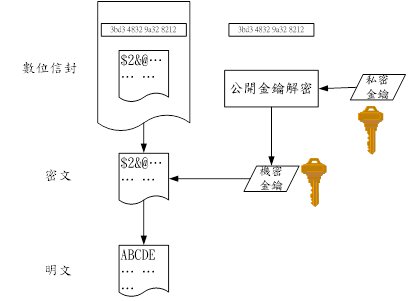 3bd3 4832 9a32 8212
3bd3 4832 9a32 8212
數位信封
$2&@…
… …
公開金鑰解密
私密
金鑰
密文
$2&@…
… …
機密
金鑰
明文
ABCDE
… …
…